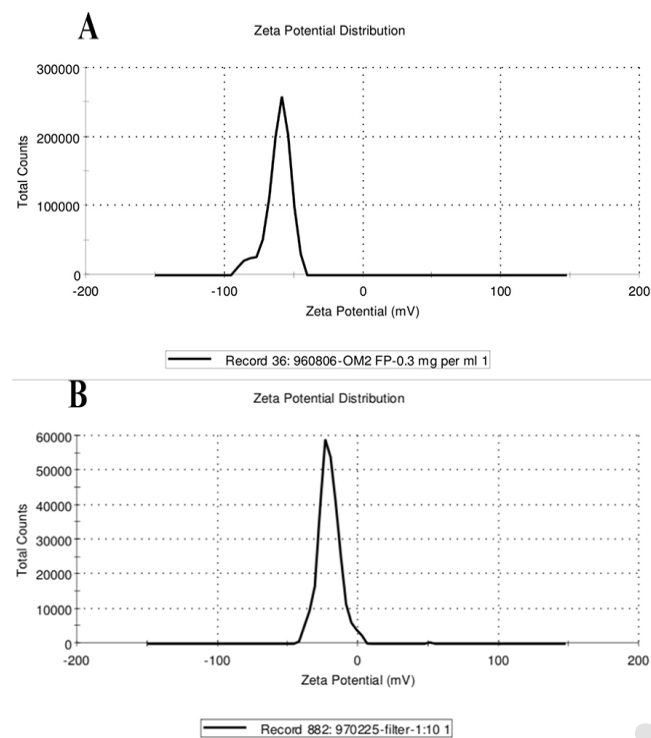 A
Zeta Potential Distribution
300000
200000
100000
0
Total Counts
-200 -100 0 100 200
Zeta Potential (mV)
Record 36: 960806-OM2 FP-0.3 mg per ml 1
B
Zeta Potential Distribution
60000
50000
40000
30000
20000
10000
0
Total Counts
-200 -100 0 100 200
Zeta Potential (mV)
Record 882: 970225-filter-1:10 1